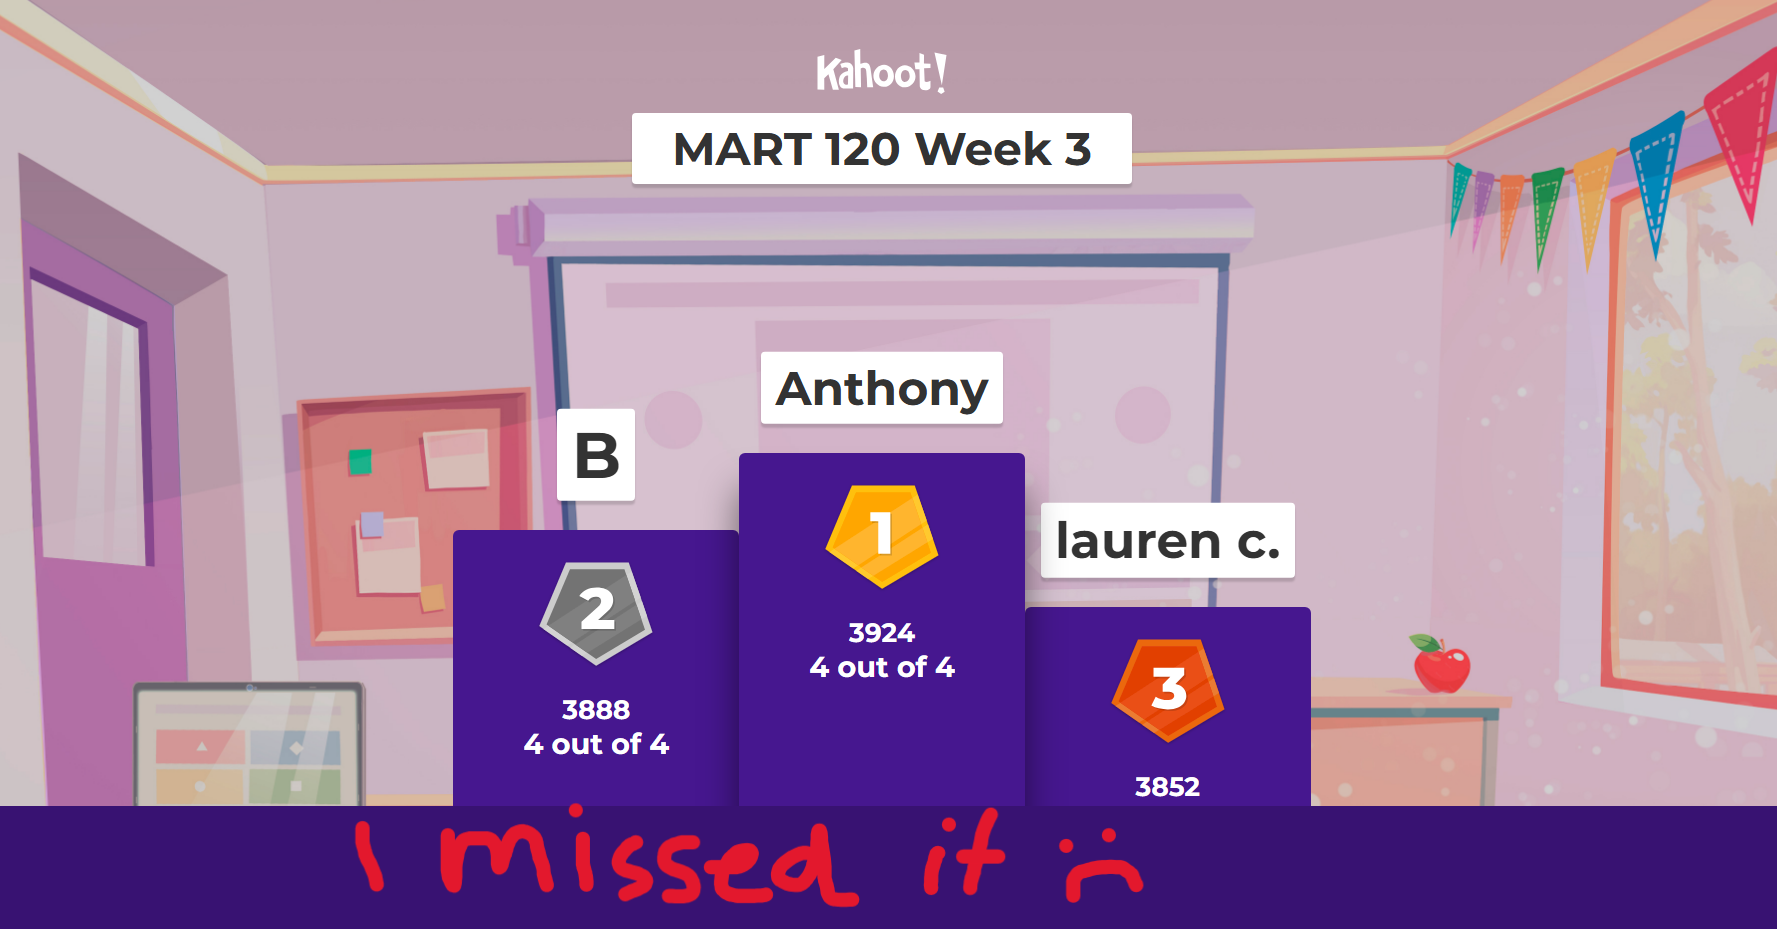 Kahoot!
MART 120 Week 3
Anthony
B
lauren c.
1
3924
4 out of 4
2
3888
4 out of 4
3
3852
I missed it :(